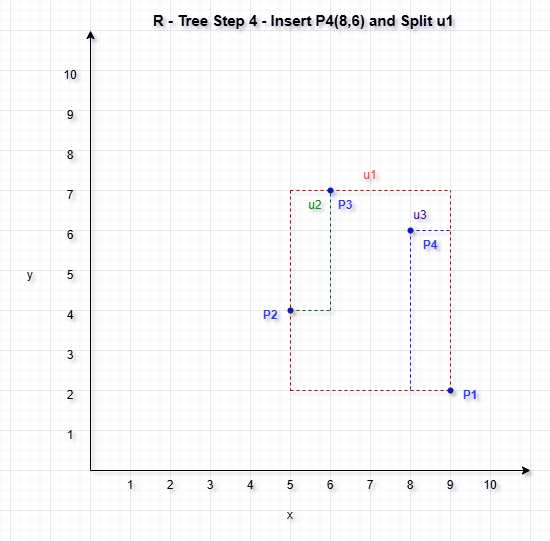 R - Tree Step 4 - Insert P4(8,6) and Split u1
10
9
8
u1
7
u2 P3
u3
6
P4
y
5
P2
4
3
2
P1
1
1 2 3 4 5 6 7 8 9 10
x